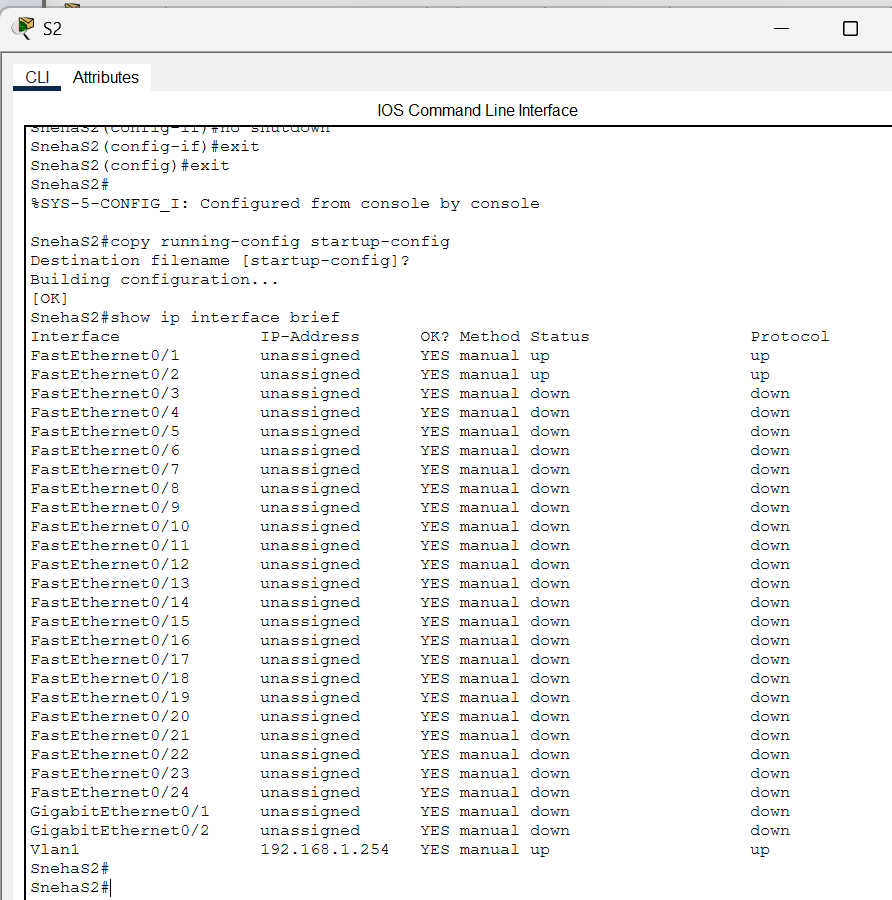 S2
CLI Attributes
IOS Command Line Interface
SnehaS2(config-if)#no shutdown
SnehaS2(config-if)#exit
SnehaS2(config)#exit
SnehaS2#
%SYS-5-CONFIG_I: Configured from console by console
SnehaS2#copy running-config startup-config
Destination filename [startup-config]?
Building configuration...
[OK]
SnehaS2#show ip interface brief
Interface IP-Address OK? Method Status Protocol
FastEthernet0/1 unassigned YES manual up up
FastEthernet0/2 unassigned YES manual up up
FastEthernet0/3 unassigned YES manual down down
FastEthernet0/4 unassigned YES manual down down
FastEthernet0/5 unassigned YES manual down down
FastEthernet0/6 unassigned YES manual down down
FastEthernet0/7 unassigned YES manual down down
FastEthernet0/8 unassigned YES manual down down
FastEthernet0/9 unassigned YES manual down down
FastEthernet0/10 unassigned YES manual down down
FastEthernet0/11 unassigned YES manual down down
FastEthernet0/12 unassigned YES manual down down
FastEthernet0/13 unassigned YES manual down down
FastEthernet0/14 unassigned YES manual down down
FastEthernet0/15 unassigned YES manual down down
FastEthernet0/16 unassigned YES manual down down
FastEthernet0/17 unassigned YES manual down down
FastEthernet0/18 unassigned YES manual down down
FastEthernet0/19 unassigned YES manual down down
FastEthernet0/20 unassigned YES manual down down
FastEthernet0/21 unassigned YES manual down down
FastEthernet0/22 unassigned YES manual down down
FastEthernet0/23 unassigned YES manual down down
FastEthernet0/24 unassigned YES manual down down
GigabitEthernet0/1 unassigned YES manual down down
GigabitEthernet0/2 unassigned YES manual down down
Vlan1 192.168.1.254 YES manual up up
SnehaS2#
SnehaS2#